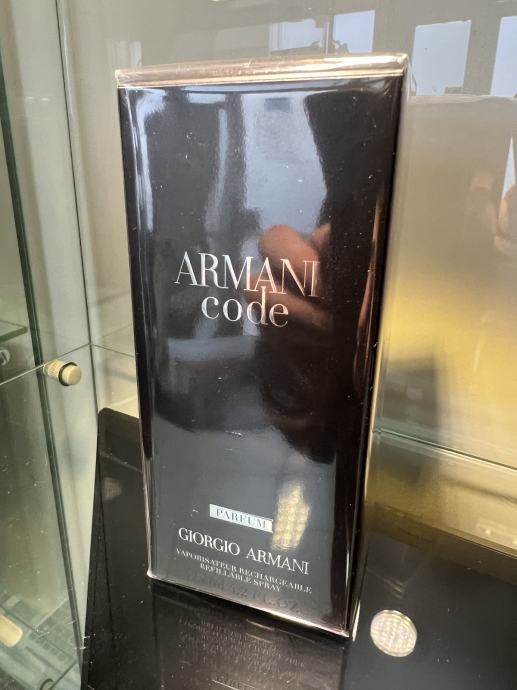 ARMANI
code
PARFUM
GIORGIO ARMANI
VAPORISATEUR RECHARGEABLE
REFILLABLE SPRAY